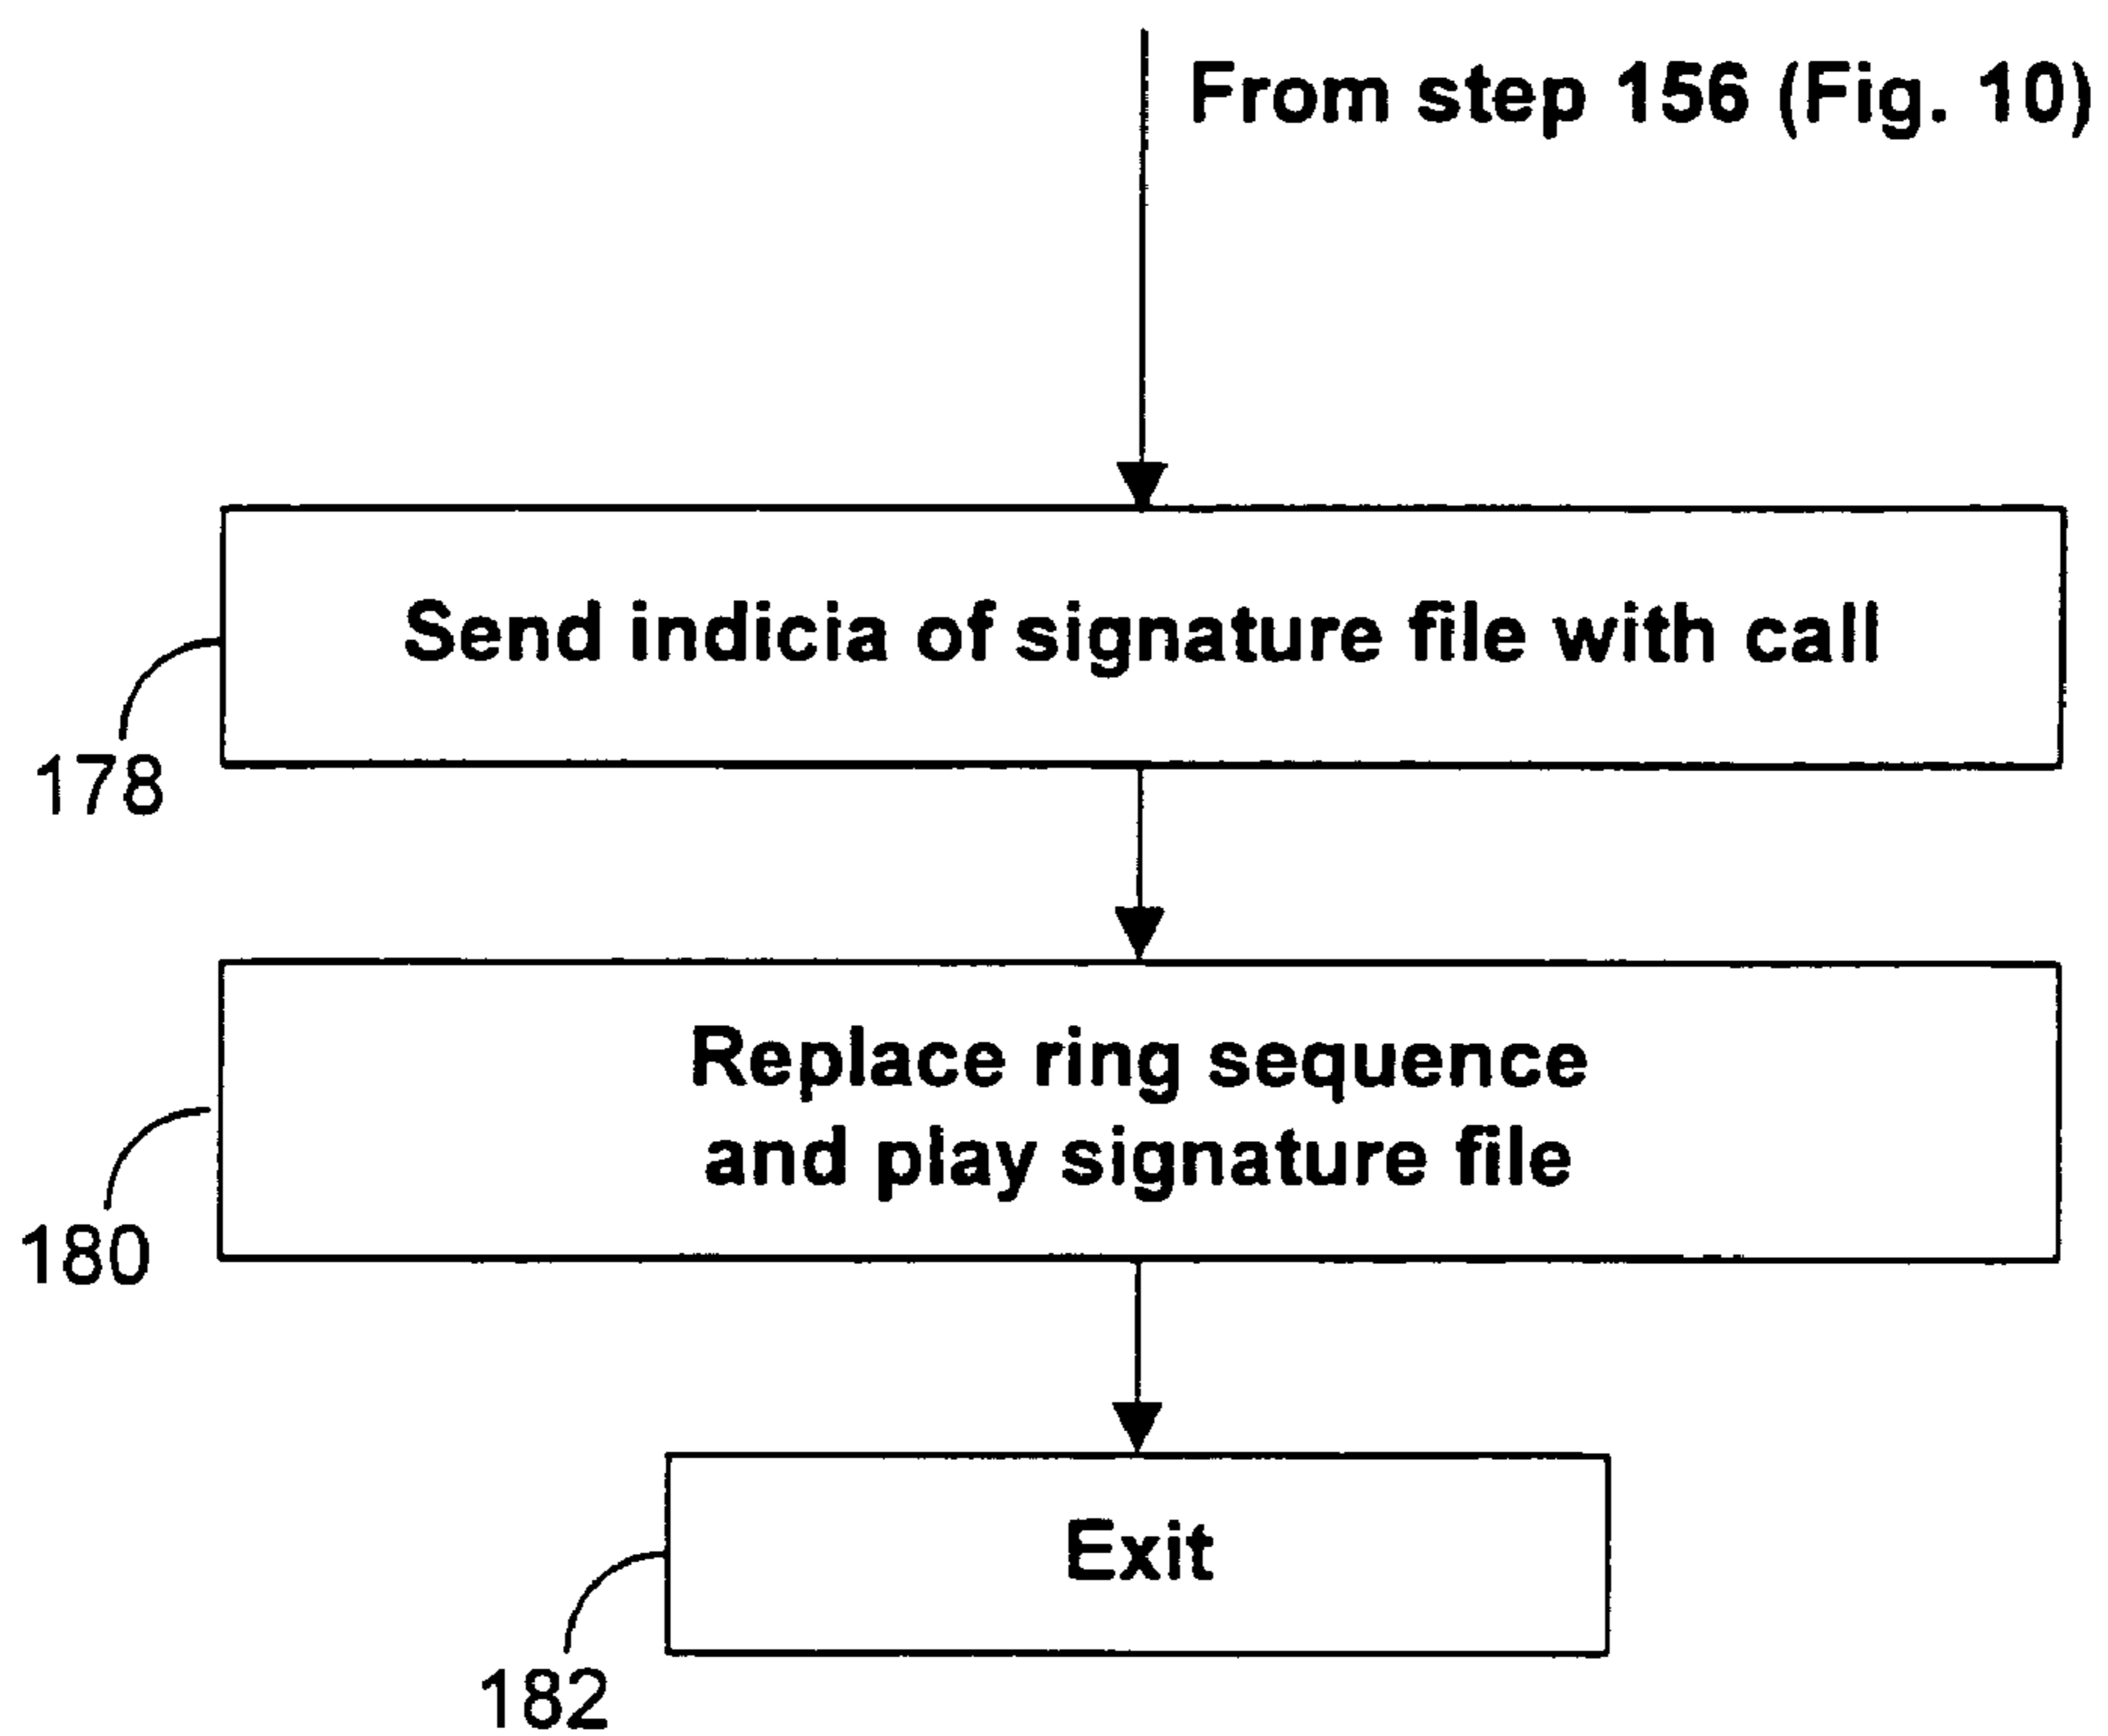 From step 156 (Fig. 10)
Send indicia of signature file with call
178
Replace ring sequence
and play signature file
180
Exit
182